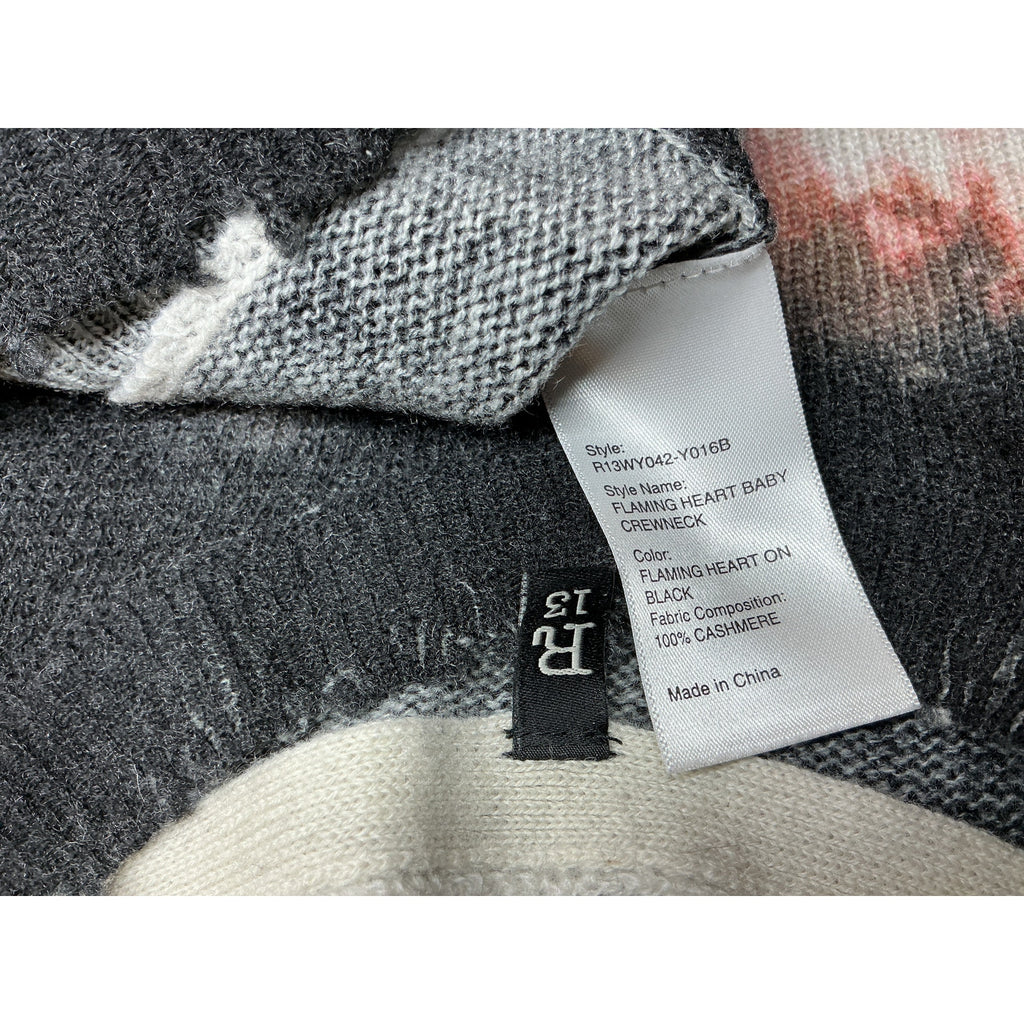 Style:
R13WY042-Y016B
Style Name:
FLAMING HEART BABY
CREWNECK
Color:
FLAMING HEART ON
BLACK
Fabric Composition:
100% CASHMERE
Made in China
R
13